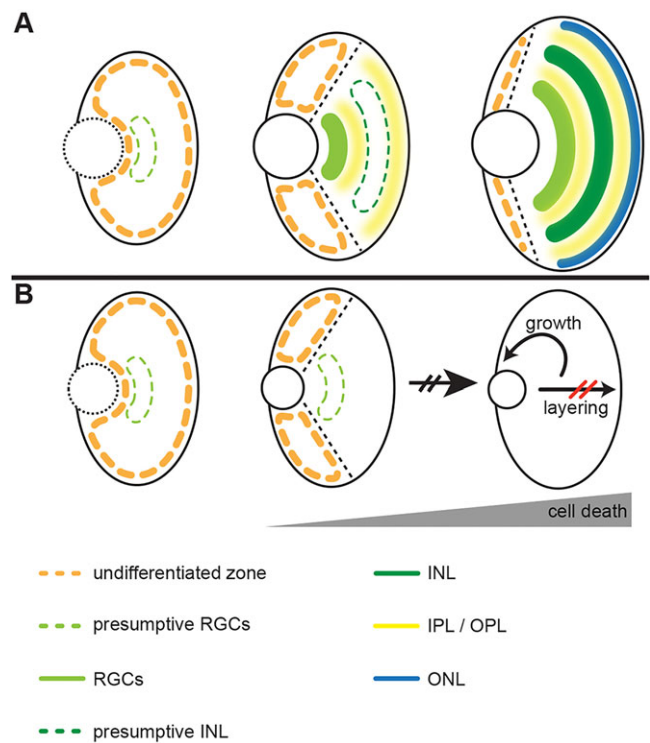 A
B
growth
layering
cell death
undifferentiated zone
INL
presumptive RGCs
IPL / OPL
RGCs
ONL
presumptive INL